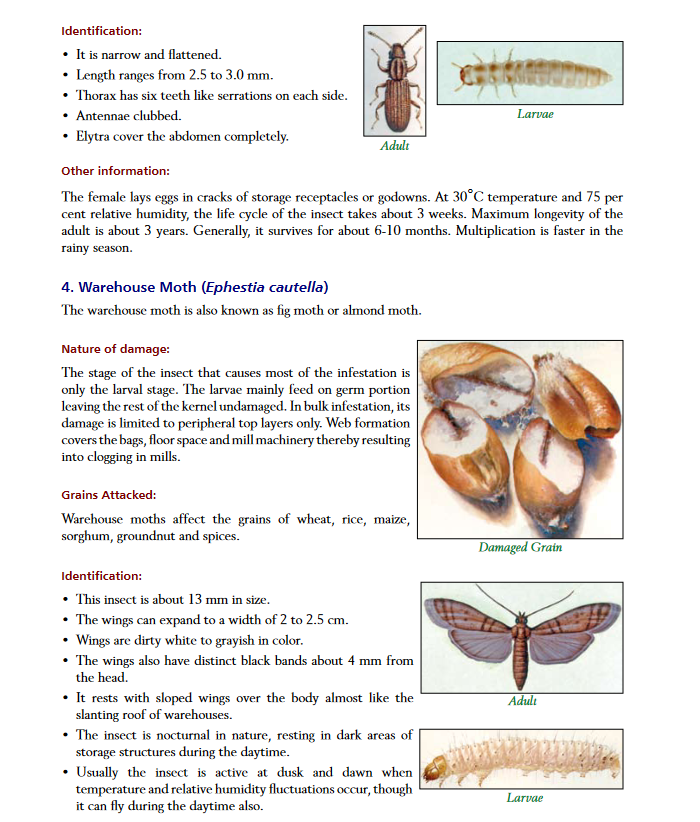 Identification:
• It is narrow and flattened.
• Length ranges from 2.5 to 3.0 mm.
• Thorax has six teeth like serrations on each side.
• Antennae clubbed.
• Elytra cover the abdomen completely.
Adult
Larvae
Other information:
The female lays eggs in cracks of storage receptacles or godowns. At 30°C temperature and 75 per
cent relative humidity, the life cycle of the insect takes about 3 weeks. Maximum longevity of the
adult is about 3 years. Generally, it survives for about 6-10 months. Multiplication is faster in the
rainy season.
4. Warehouse Moth (Ephestia cautella)
The warehouse moth is also known as fig moth or almond moth.
Nature of damage:
The stage of the insect that causes most of the infestation is
only the larval stage. The larvae mainly feed on germ portion
leaving the rest of the kernel undamaged. In bulk infestation, its
damage is limited to peripheral top layers only. Web formation
covers the bags, floor space and mill machinery thereby resulting
into clogging in mills.
Grains Attacked:
Warehouse moths affect the grains of wheat, rice, maize,
sorghum, groundnut and spices.
Damaged Grain
Identification:
• This insect is about 13 mm in size.
• The wings can expand to a width of 2 to 2.5 cm.
• Wings are dirty white to grayish in color.
• The wings also have distinct black bands about 4 mm from
the head.
• It rests with sloped wings over the body almost like the
slanting roof of warehouses.
• The insect is nocturnal in nature, resting in dark areas of
storage structures during the daytime.
• Usually the insect is active at dusk and dawn when
temperature and relative humidity fluctuations occur, though
it can fly during the daytime also.
Adult
Larvae